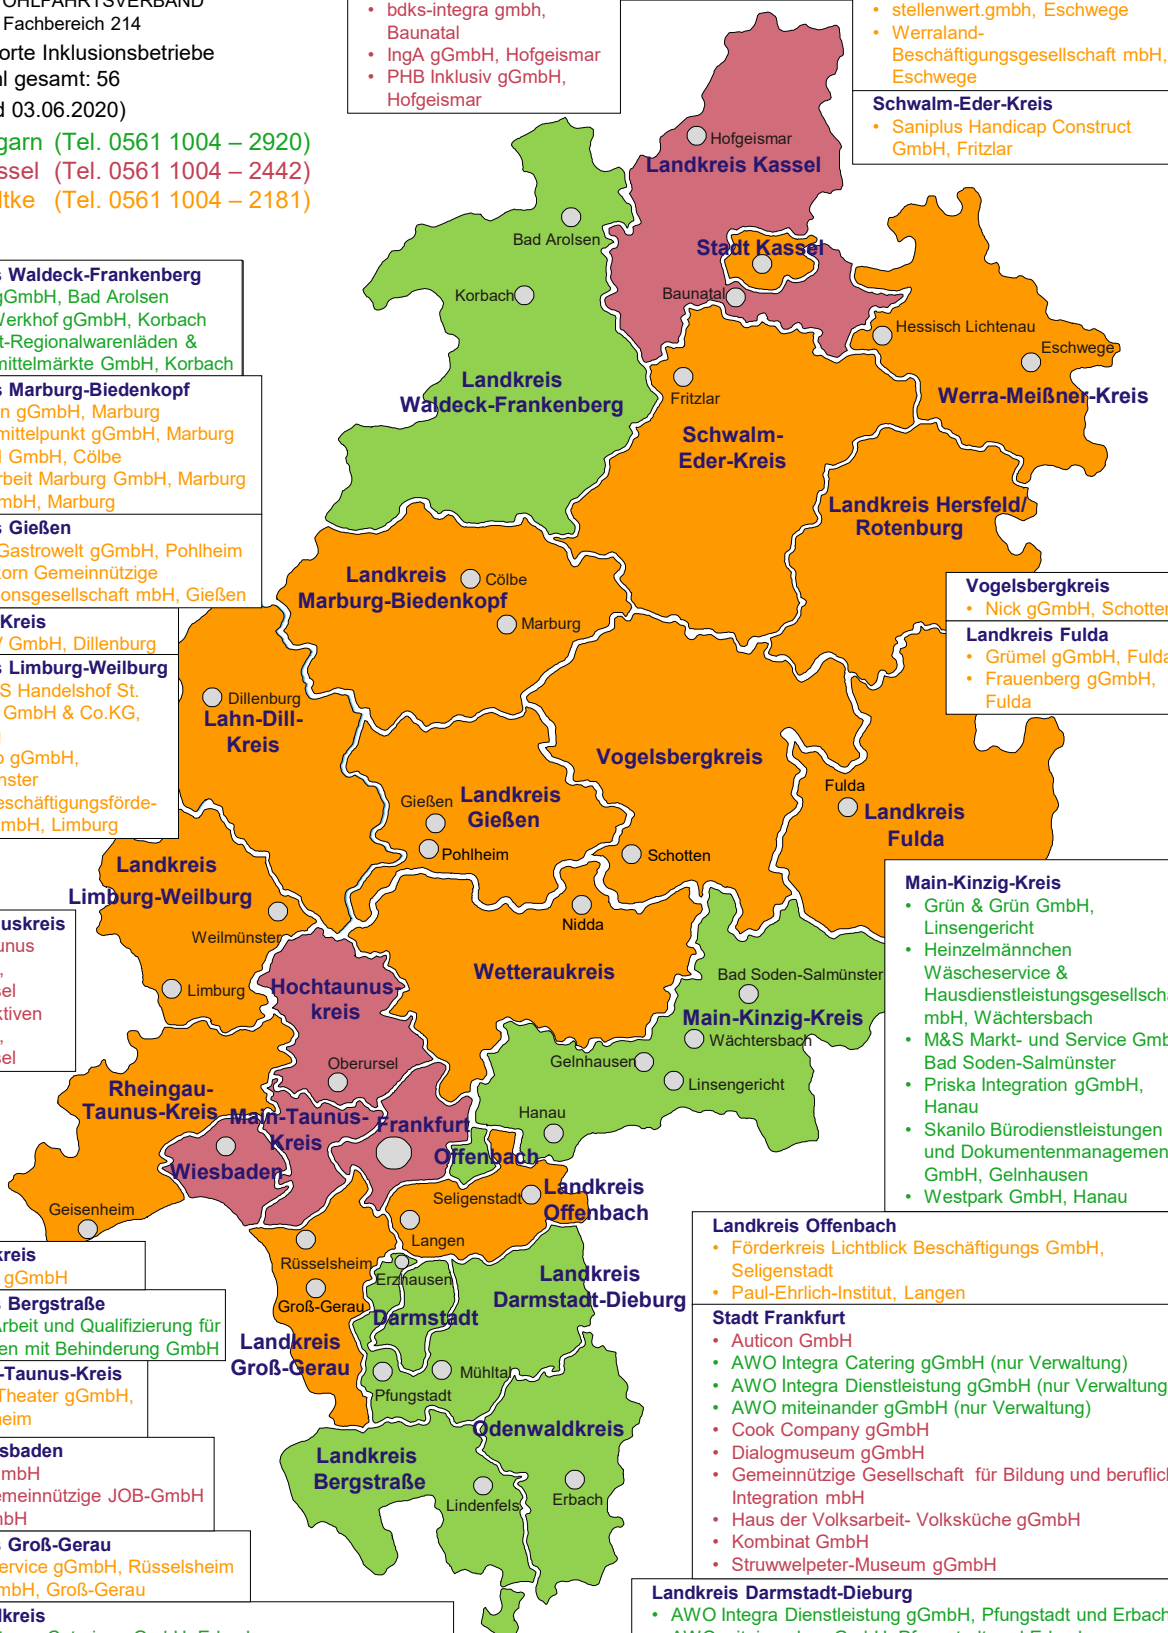 Fachbereich 214
orte Inklusionsbetriebe
gesamt: 56
03.06.2020)
(Tel. 0561 1004 – 2920)
(Tel. 0561 1004 – 2442)
(Tel. 0561 1004 – 2181)
• bdks-integra gmbh,
Baunatal
• IngA gGmbH, Hofgeismar
• PHB Inklusiv gGmbH,
Hofgeismar
• stellenwert.gmbh, Eschwege
• Werraland-
Beschäftigungsgesellschaft mbH,
Eschwege
Schwalm-Eder-Kreis
• Saniplus Handicap Construct
GmbH, Fritzlar
Waldeck-Frankenberg
gGmbH, Bad Arolsen
Werkhof gGmbH, Korbach
t-Regionalwarenläden &
mittelmärkte GmbH, Korbach
Marburg-Biedenkopf
n gGmbH, Marburg
mittelpunkt gGmbH, Marburg
GmbH, Cölbe
rbeit Marburg GmbH, Marburg
mbH, Marburg
Gießen
Gastrowelt gGmbH, Pohlheim
korn Gemeinnützige
onsgesellschaft mbH, Gießen
Kreis
GmbH, Dillenburg
Limburg-Weilburg
S Handelshof St.
GmbH & Co.KG,
gGmbH,
nster
eschäftigungsförde-
mbH, Limburg
uskreis
unus
,
sel
ktiven
,
sel
kreis
gGmbH
Bergstraße
Arbeit und Qualifizierung für
en mit Behinderung GmbH
-Taunus-Kreis
Theater gGmbH,
heim
sbaden
mbH
emeinnützige JOB-GmbH
mbH
Groß-Gerau
ervice gGmbH, Rüsselsheim
mbH, Groß-Gerau
dkreis
Hofgeismar
Landkreis Kassel
Bad Arolsen
Stadt Kassel
Korbach
Baunatal
Hessisch Lichtenau
Eschwege
Landkreis
Waldeck-Frankenberg
Fritzlar
Werra-Meißner-Kreis
Schwalm-
Eder-Kreis
Landkreis Hersfeld/
Rotenburg
Landkreis
Marburg-Biedenkopf
Cölbe
Marburg
Dillenburg
Lahn-Dill-
Kreis
Vogelsbergkreis
Gießen
Landkreis
Gießen
Pohlheim
Schotten
Fulda
Landkreis
Fulda
Landkreis
Limburg-Weilburg
Weilmünster
Nidda
Limburg
Hochtaunus-
kreis
Wetteraukreis
Bad Soden-Salmünster
Main-Kinzig-Kreis
Wächtersbach
Gelnhausen
Linsengericht
Oberursel
Hanau
Rheingau-
Taunus-Kreis
Main-Taunus-
Kreis
Frankfurt
Offenbach
Wiesbaden
Geisenheim
Seligenstadt
Landkreis
Offenbach
Langen
Rüsselsheim
Erzhausen
Groß-Gerau
Darmstadt
Landkreis
Darmstadt-Dieburg
Landkreis
Groß-Gerau
Mühltal
Pfungstadt
Odenwaldkreis
Landkreis
Bergstraße
Lindenfels
Erbach
Vogelsbergkreis
• Nick gGmbH, Schotten
Landkreis Fulda
• Grümel gGmbH, Fulda
• Frauenberg gGmbH,
Fulda
Main-Kinzig-Kreis
• Grün & Grün GmbH,
Linsengericht
• Heinzelmännchen
Wäscheservice &
Hausdienstleistungsgesellscha
mbH, Wächtersbach
• M&S Markt- und Service Gmb
Bad Soden-Salmünster
• Priska Integration gGmbH,
Hanau
• Skanilo Bürodienstleistungen
und Dokumentenmanagemen
GmbH, Gelnhausen
• Westpark GmbH, Hanau
Landkreis Offenbach
• Förderkreis Lichtblick Beschäftigungs GmbH,
Seligenstadt
• Paul-Ehrlich-Institut, Langen
Stadt Frankfurt
• Auticon GmbH
• AWO Integra Catering gGmbH (nur Verwaltung)
• AWO Integra Dienstleistung gGmbH (nur Verwaltung
• AWO miteinander gGmbH (nur Verwaltung)
• Cook Company gGmbH
• Dialogmuseum gGmbH
• Gemeinnützige Gesellschaft für Bildung und beruflich
Integration mbH
• Haus der Volksarbeit- Volksküche gGmbH
• Kombinat GmbH
• Struwwelpeter-Museum gGmbH
Landkreis Darmstadt-Dieburg
• AWO Integra Dienstleistung gGmbH, Pfungstadt und Erbach